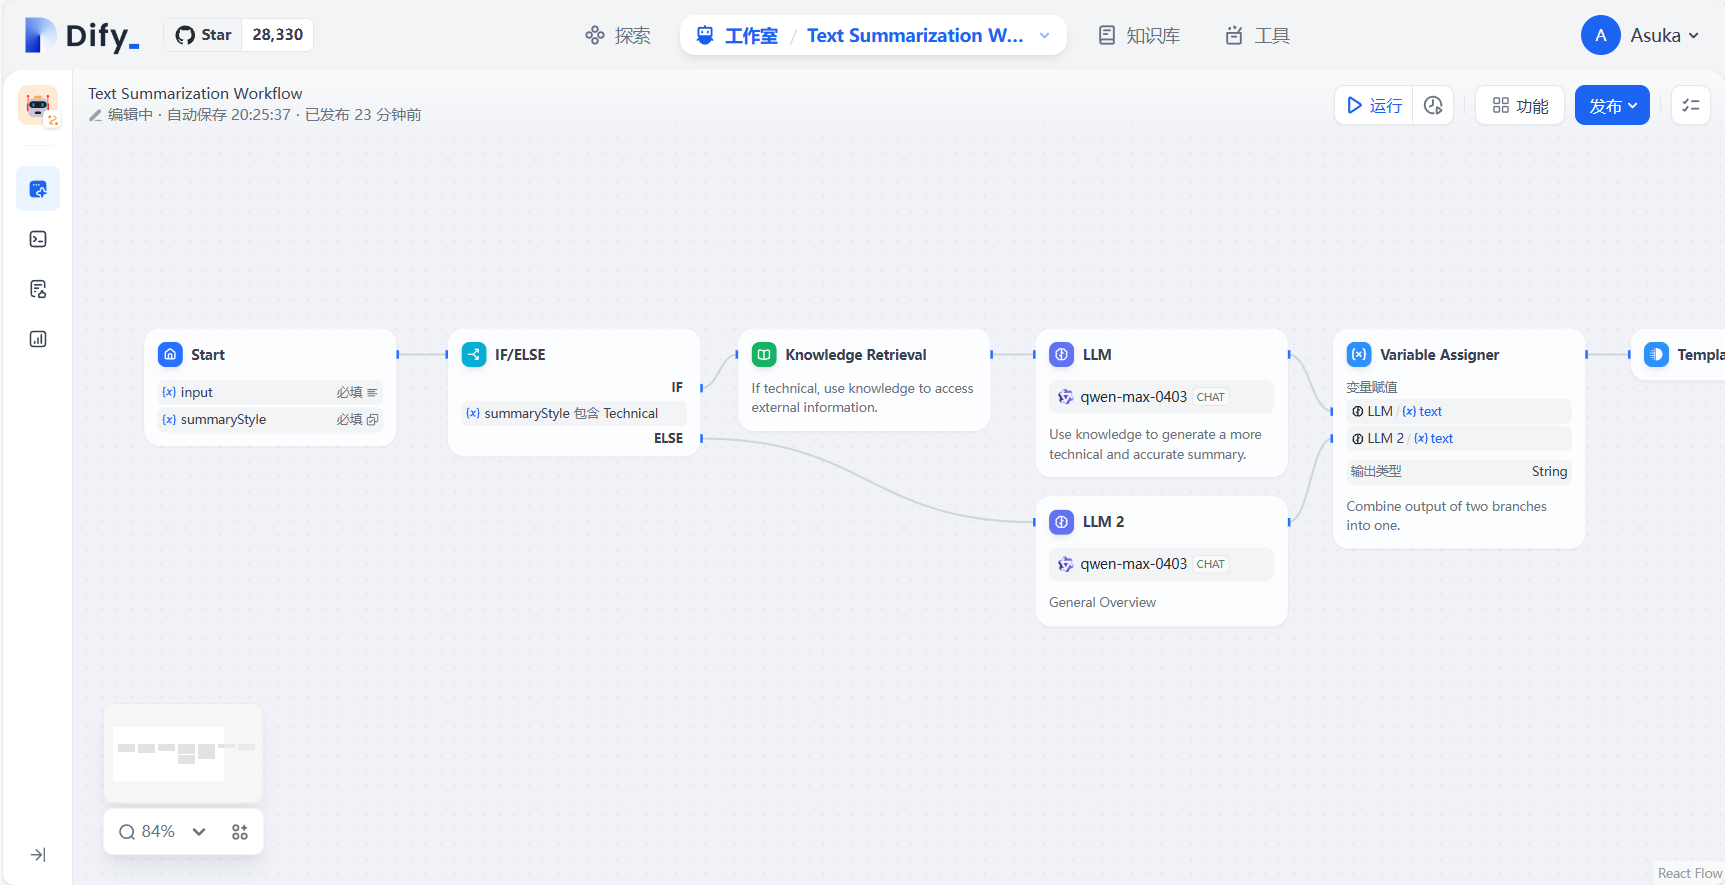 Dify_
Star 28,330
探索
工作室 / Text Summarization W...
知识库
工具
A Asuka
Text Summarization Workflow
编辑中 · 自动保存 20:25:37 · 已发布 23 分钟前
运行
功能
发布
Start
{x} input 必填
{x} summaryStyle 必填
IF/ELSE
IF
{x} summaryStyle 包含 Technical
ELSE
Knowledge Retrieval
If technical, use knowledge to access
external information.
LLM
qwen-max-0403 CHAT
Use knowledge to generate a more
technical and accurate summary.
LLM 2
qwen-max-0403 CHAT
General Overview
Variable Assigner
变量赋值
LLM / {x} text
LLM 2 / {x} text
输出类型 String
Combine output of two branches
into one.
Templa
84%
React Flow